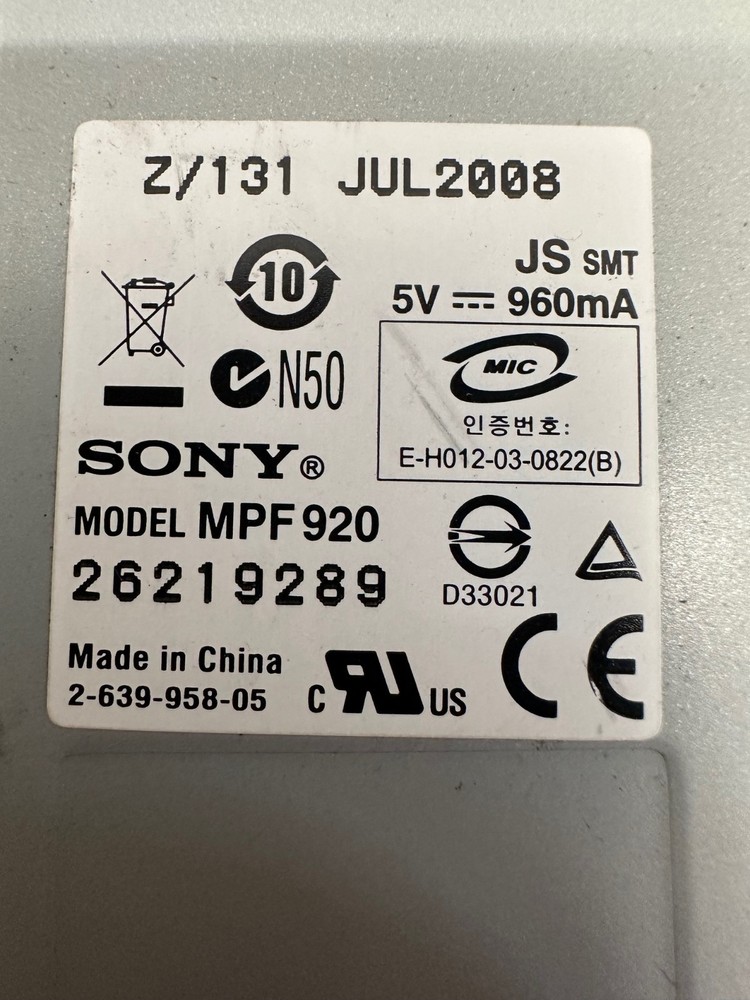 Z/131 JUL2008
10
JS SMT
5V ⎓ 960mA
N50
MIC
인증번호:
E-H012-03-0822(B)
SONY®
MODEL MPF920
26219289
D33021
Made in China
2-639-958-05
C RU US
CE